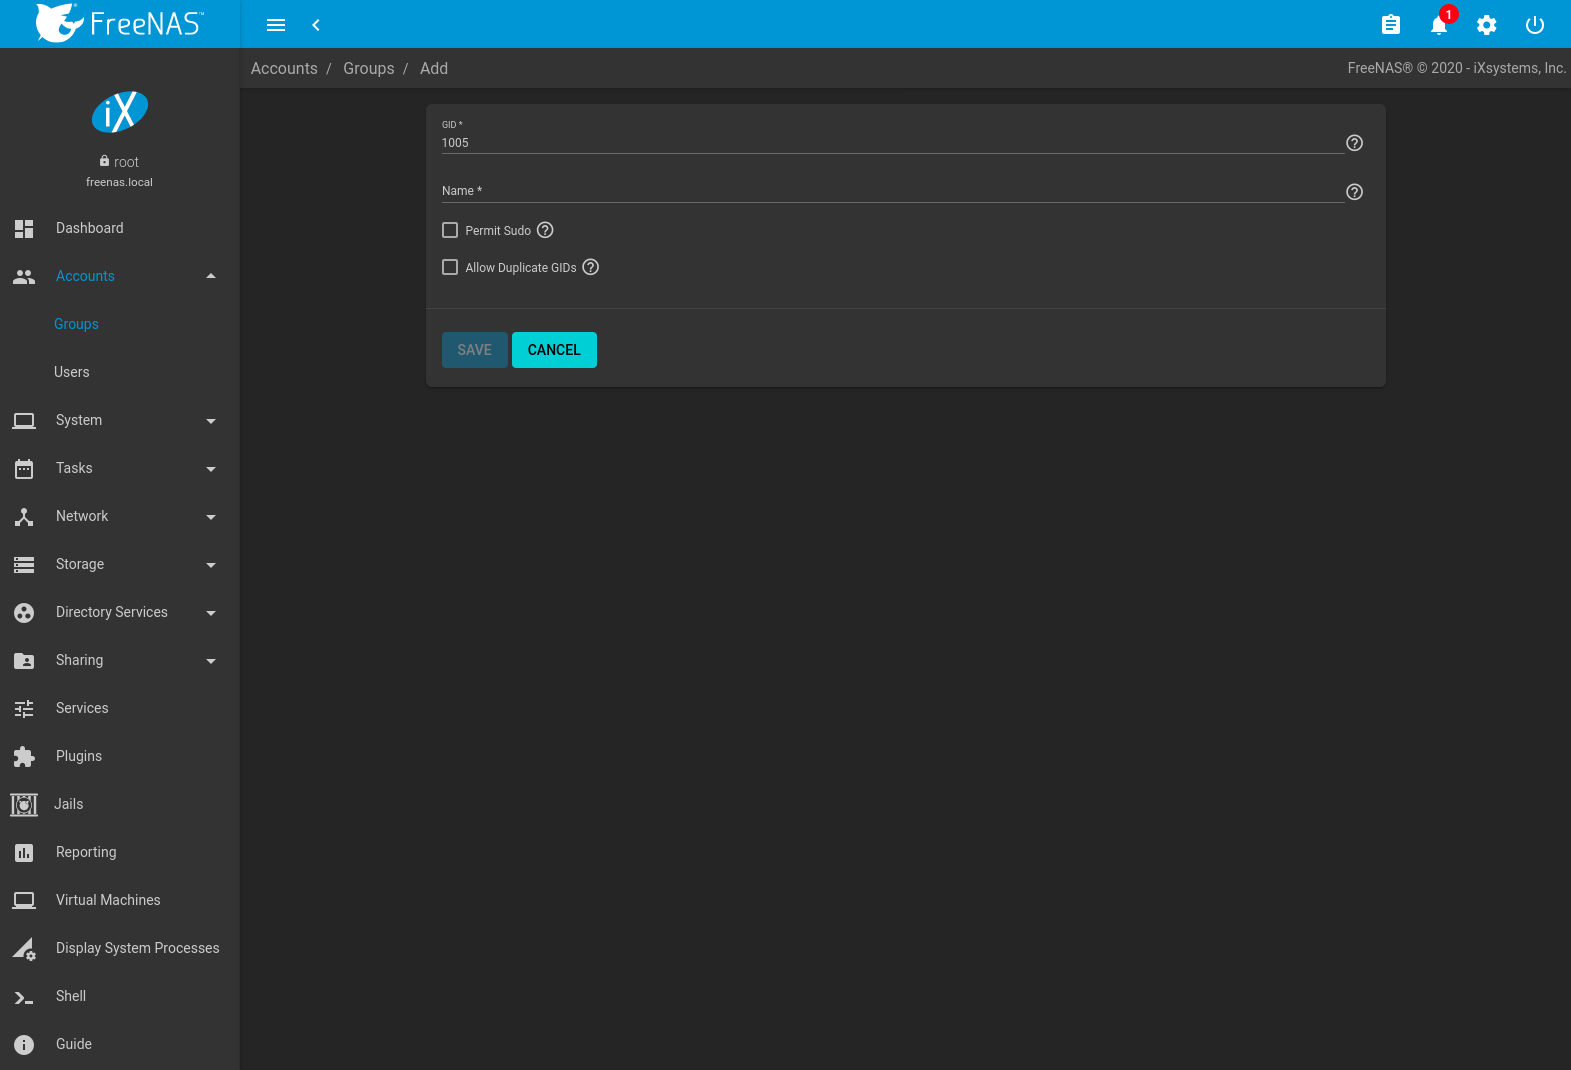 FreeNAS™
1
Accounts / Groups / Add
FreeNAS® © 2020 - iXsystems, Inc.
iX
root
freenas.local
Dashboard
Accounts
Groups
Users
System
Tasks
Network
Storage
Directory Services
Sharing
Services
Plugins
Jails
Reporting
Virtual Machines
Display System Processes
Shell
Guide
GID *
1005
Name *
Permit Sudo
Allow Duplicate GIDs
SAVE CANCEL